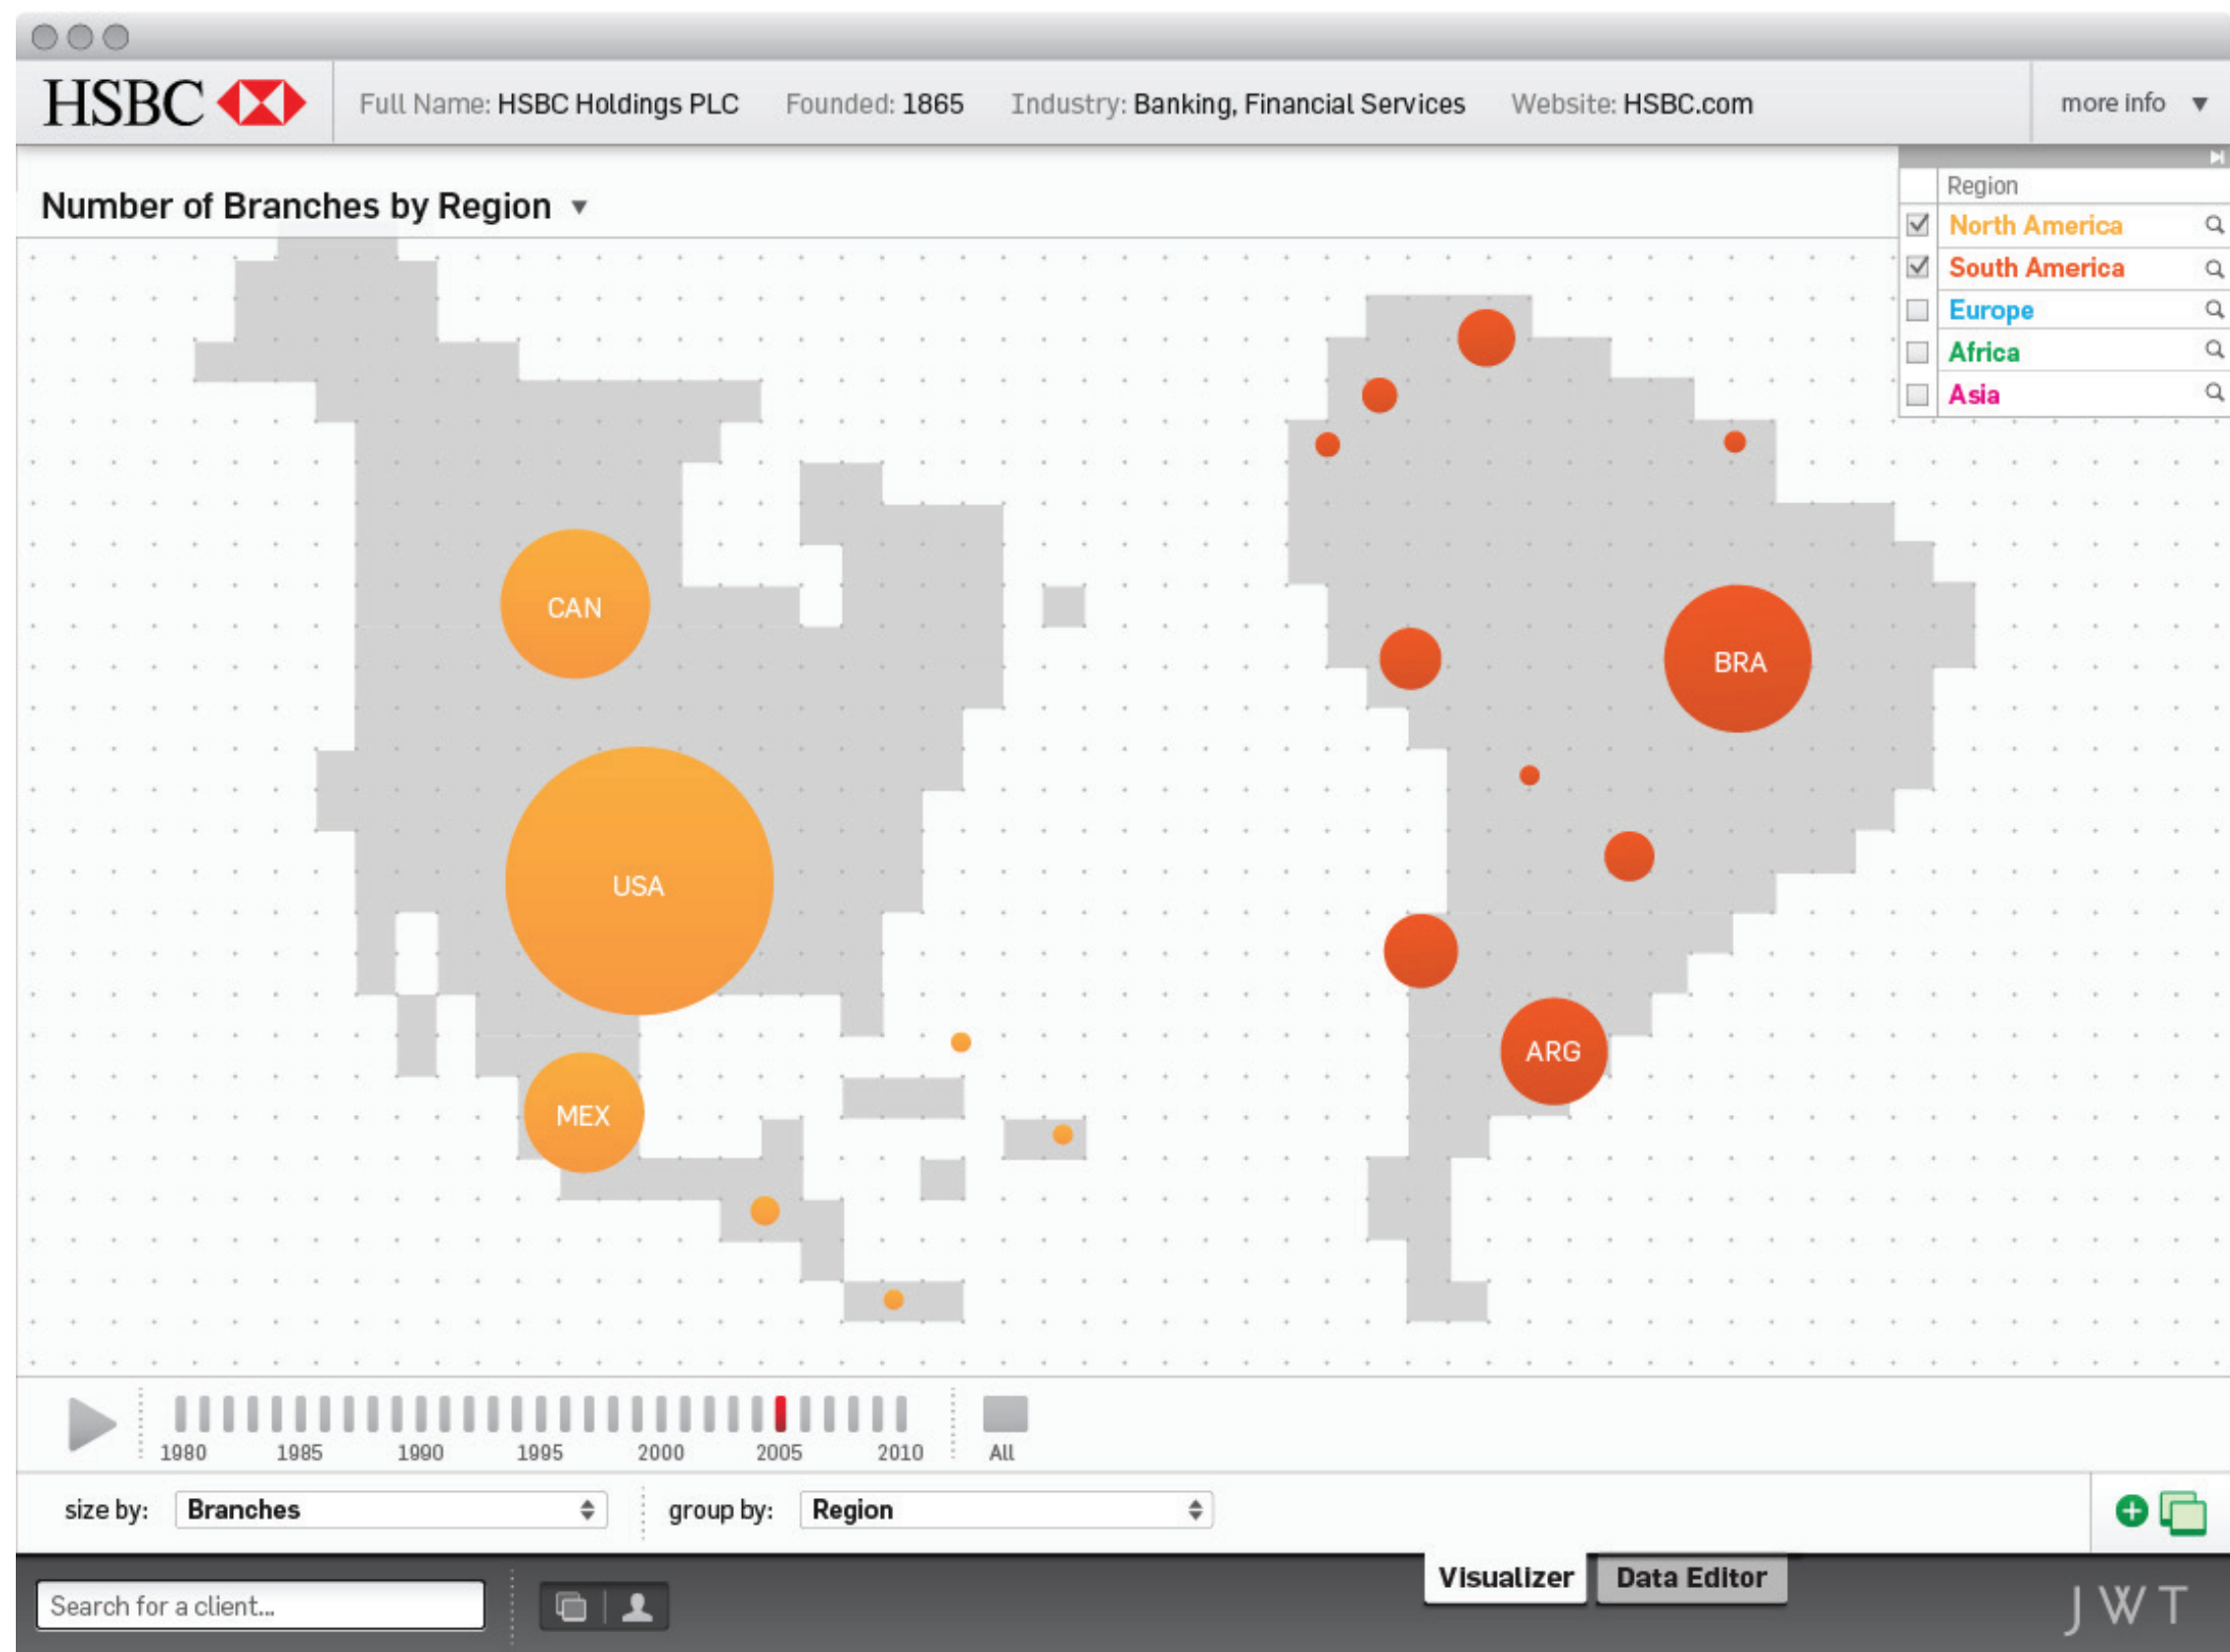 HSBC Full Name: HSBC Holdings PLC Founded: 1865 Industry: Banking, Financial Services Website: HSBC.com more info
Number of Branches by Region
Region
North America
South America
Europe
Africa
Asia
CAN
BRA
USA
ARG
MEX
1980 1985 1990 1995 2000 2005 2010 All
size by: Branches group by: Region
Visualizer Data Editor
Search for a client...
JWT